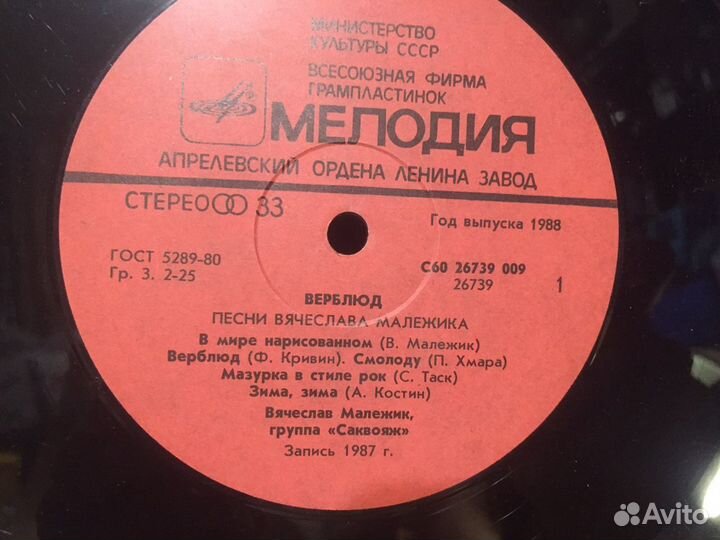 МИНИСТЕРСТВО
КУЛЬТУРЫ СССР
ВСЕСОЮЗНАЯ ФИРМА
ГРАМПЛАСТИНОК
МЕЛОДИЯ
АПРЕЛЕВСКИЙ ОРДЕНА ЛЕНИНА ЗАВОД
СТЕРЕО 33
Год выпуска 1988
ГОСТ 5289-80
Гр. 3. 2-25
С60 26739 009
26739
1
ВЕРБЛЮД
ПЕСНИ ВЯЧЕСЛАВА МАЛЕЖИКА
В мире нарисованном (В. Малежик)
Верблюд (Ф. Кривин). Смолоду (П. Хмара)
Мазурка в стиле рок (С. Таск)
Зима, зима (А. Костин)
Вячеслав Малежик,
группа «Саквояж»
Запись 1987 г.
Avito